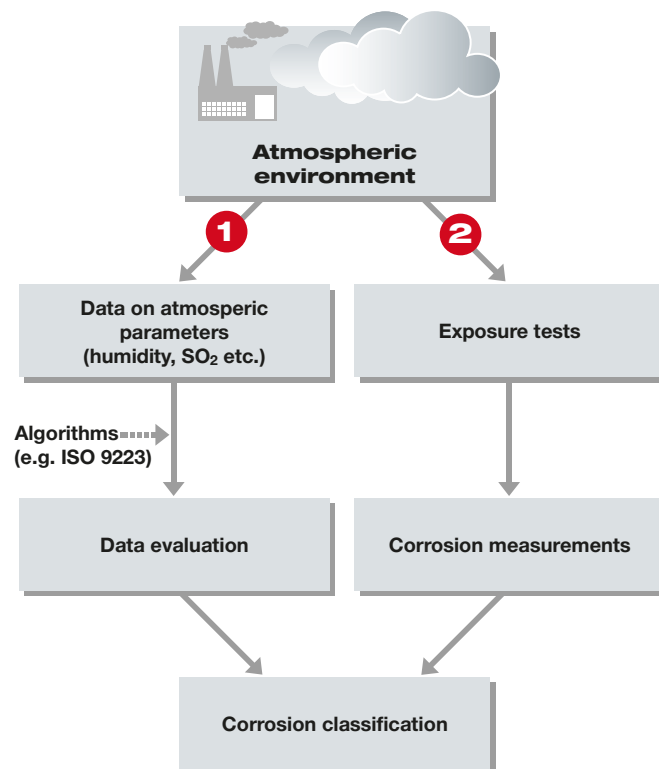 Atmospheric
environment
1
2
Data on atmosperic
parameters
(humidity, SO₂ etc.)
Exposure tests
Algorithms
(e.g. ISO 9223)
Data evaluation
Corrosion measurements
Corrosion classification